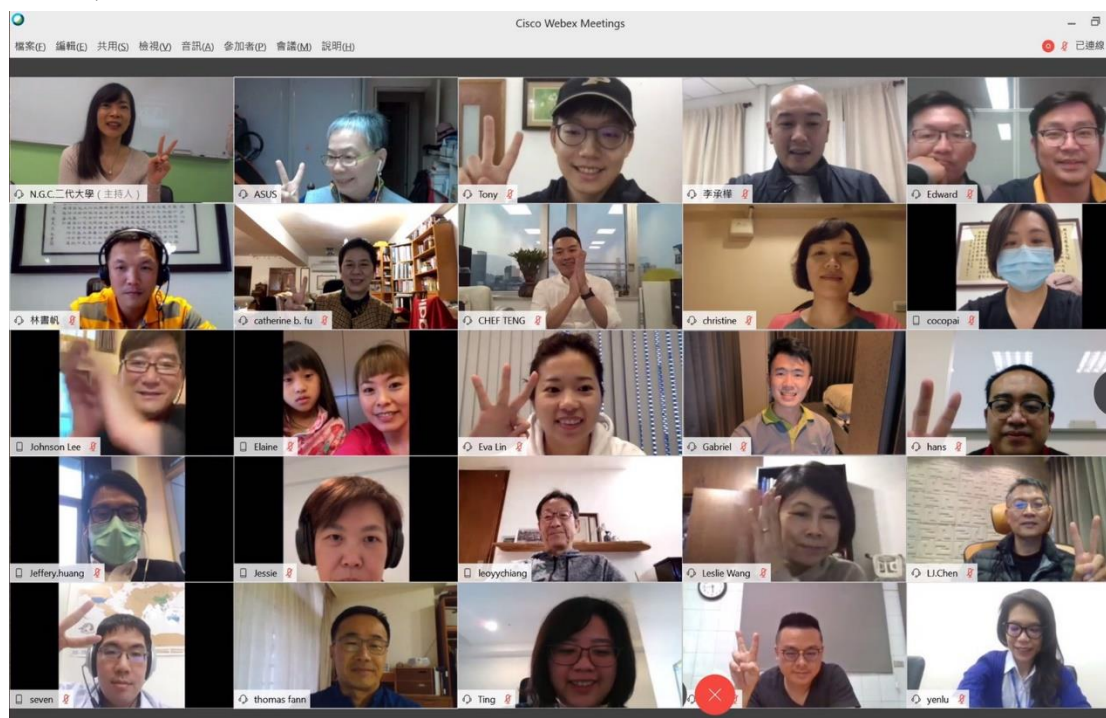 Cisco Webex Meetings
檔案(F) 編輯(E) 共用(S) 檢視(V) 音訊(A) 參加者(P) 會議(M) 說明(H)
已連線
N.G.C.二代大學 ( 主持人 )
ASUS
Tony
李承樺
Edward
林書帆
catherine b. fu
CHEF TENG
christine
cocopai
Johnson Lee
Elaine
Eva Lin
Gabriel
hans
Jeffery.huang
Jessie
leoyychiang
Leslie Wang
LJ.Chen
seven
thomas fann
Ting
yenlu